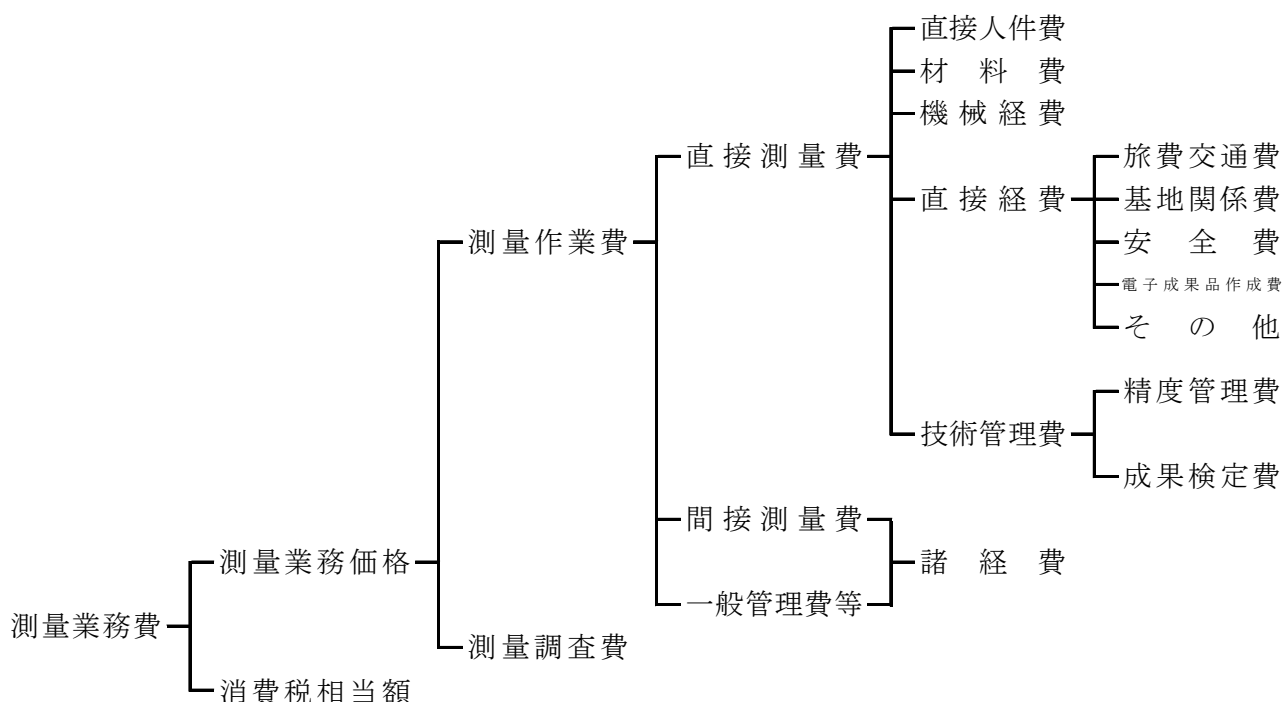 直接人件費
材料費
機械経費
直接測量費
旅費交通費
直接経費
基地関係費
測量作業費
安全費
電子成果品作成費
その他
精度管理費
技術管理費
成果検定費
間接測量費
測量業務価格
諸経費
一般管理費等
測量業務費
測量調査費
消費税相当額